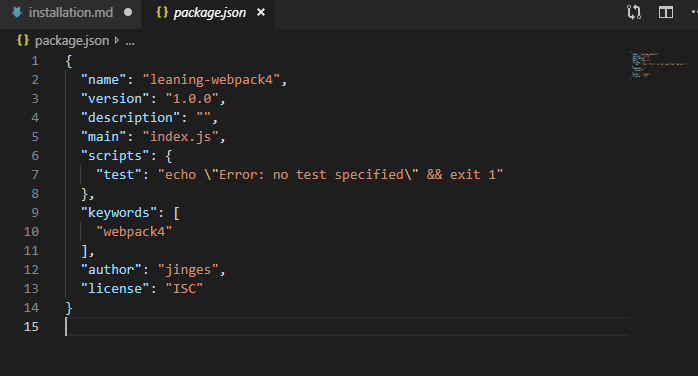 installation.md
package.json
package.json ...
1 {
2 "name": "leaning-webpack4",
3 "version": "1.0.0",
4 "description": "",
5 "main": "index.js",
6 "scripts": {
7 "test": "echo \"Error: no test specified\" && exit 1"
8 },
9 "keywords": [
10 "webpack4"
11 ],
12 "author": "jinges",
13 "license": "ISC"
14 }
15